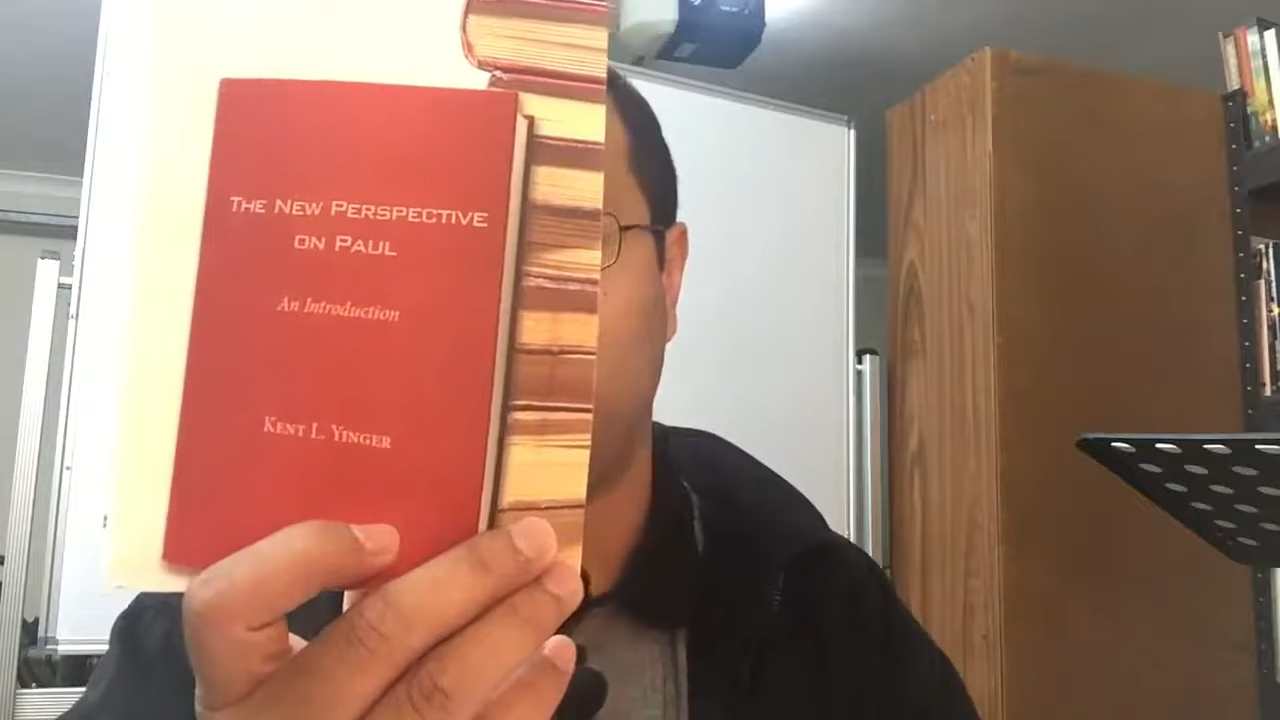 THE NEW PERSPECTIVE
ON PAUL
An Introduction
KENT L. YINGER